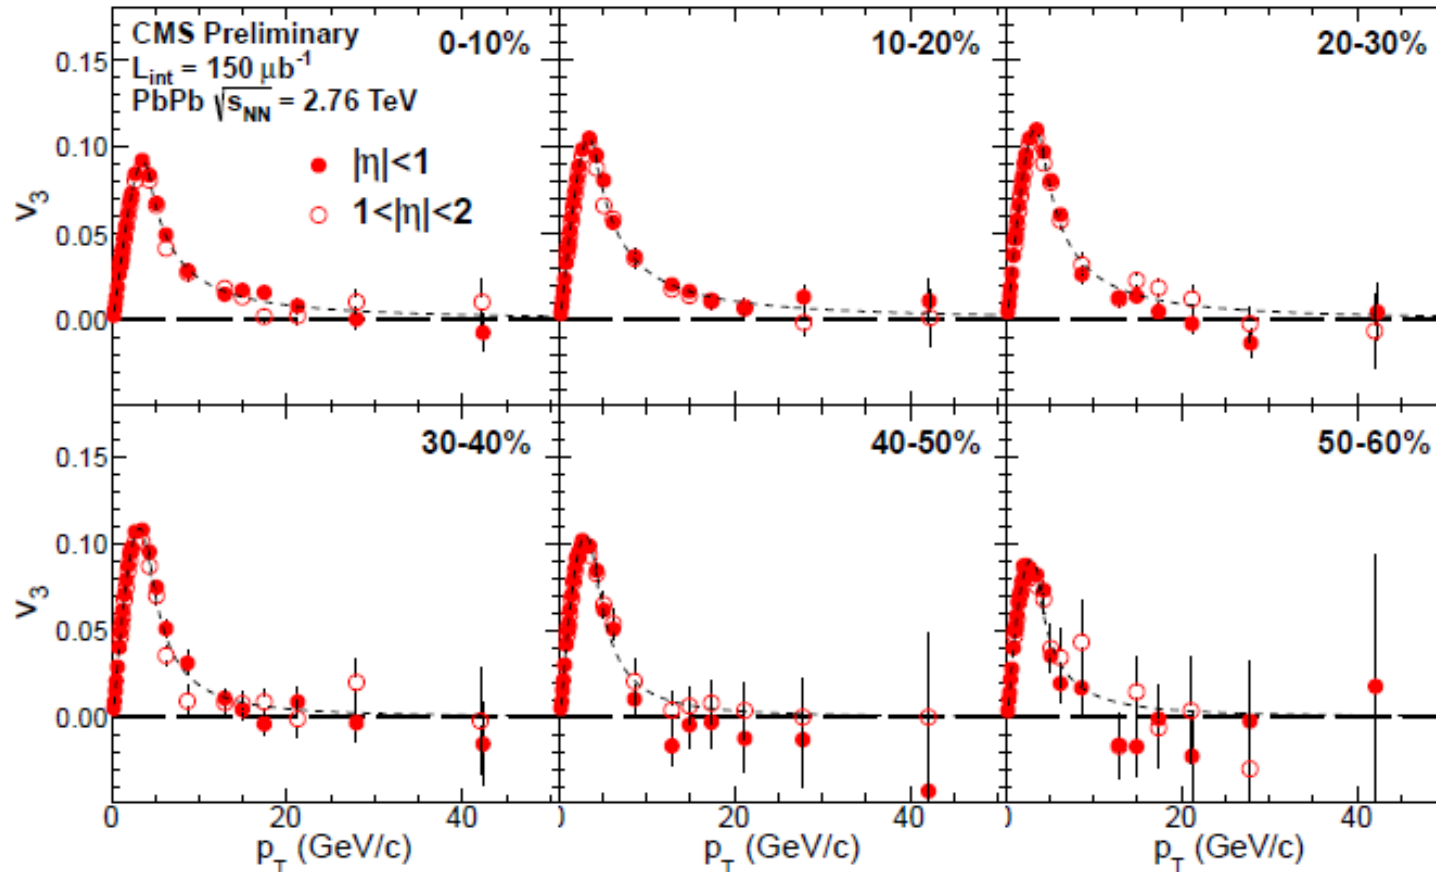 CMS Preliminary
L_int = 150 μb⁻¹
PbPb √s_NN = 2.76 TeV
0-10%
10-20%
20-30%
|η|<1
1<|η|<2
v₃
0.15
0.10
0.05
0.00
30-40%
40-50%
50-60%
v₃
0.15
0.10
0.05
0.00
0 20 40
) 20 40
) 20 40
p_T (GeV/c)
p_T (GeV/c)
p_T (GeV/c)